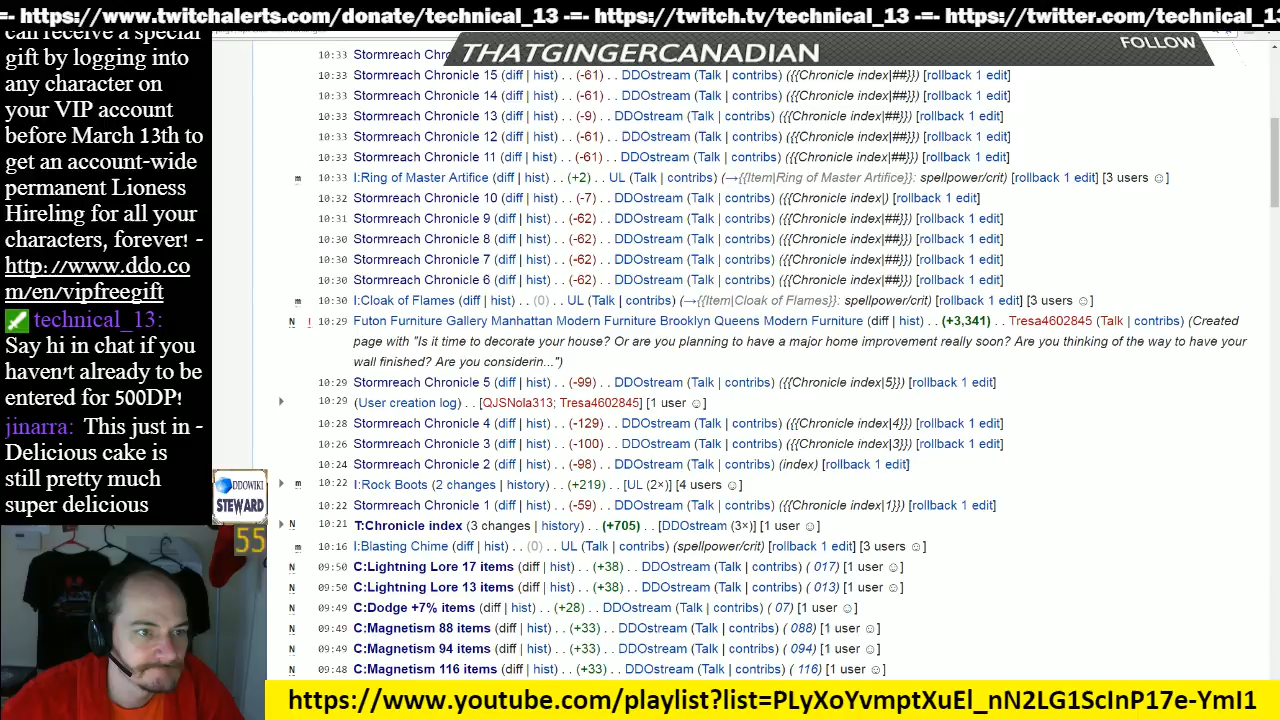 =- https://www.twitchalerts.com/donate/technical_13 -=- https://twitch.tv/technical_13 -=- https://twitter.com/technical_1
can receive a special
gift by logging into
any character on
your VIP account
before March 13th to
get an account-wide
permanent Lioness
Hireling for all your
characters, forever! -
http://www.ddo.co
m/en/vipfreegift
technical_13:
Say hi in chat if you
haven't already to be
entered for 500DP!
jinarra: This just in -
Delicious cake is
still pretty much
super delicious
DDOWIKI
STEWARD
55
THATGINGERCANADIAN
FOLLOW
10:33 Stormreach Chro
10:33 Stormreach Chronicle 15 (diff | hist) . . (-61) . . DDOstream (Talk | contribs) ({{Chronicle index|##}}) [rollback 1 edit]
10:33 Stormreach Chronicle 14 (diff | hist) . . (-61) . . DDOstream (Talk | contribs) ({{Chronicle index|##}}) [rollback 1 edit]
10:33 Stormreach Chronicle 13 (diff | hist) . . (-9) . . DDOstream (Talk | contribs) ({{Chronicle index|##}}) [rollback 1 edit]
10:33 Stormreach Chronicle 12 (diff | hist) . . (-61) . . DDOstream (Talk | contribs) ({{Chronicle index|##}}) [rollback 1 edit]
10:33 Stormreach Chronicle 11 (diff | hist) . . (-61) . . DDOstream (Talk | contribs) ({{Chronicle index|##}}) [rollback 1 edit]
m 10:33 I:Ring of Master Artifice (diff | hist) . . (+2) . . UL (Talk | contribs) (→{{Item|Ring of Master Artifice}}: spellpower/crit) [rollback 1 edit] [3 users ☺]
10:32 Stormreach Chronicle 10 (diff | hist) . . (-7) . . DDOstream (Talk | contribs) ({{Chronicle index|) [rollback 1 edit]
10:31 Stormreach Chronicle 9 (diff | hist) . . (-62) . . DDOstream (Talk | contribs) ({{Chronicle index|##}}) [rollback 1 edit]
10:30 Stormreach Chronicle 8 (diff | hist) . . (-62) . . DDOstream (Talk | contribs) ({{Chronicle index|##}}) [rollback 1 edit]
10:30 Stormreach Chronicle 7 (diff | hist) . . (-62) . . DDOstream (Talk | contribs) ({{Chronicle index|##}}) [rollback 1 edit]
10:30 Stormreach Chronicle 6 (diff | hist) . . (-62) . . DDOstream (Talk | contribs) ({{Chronicle index|##}}) [rollback 1 edit]
m 10:30 I:Cloak of Flames (diff | hist) . . (0) . . UL (Talk | contribs) (→{{Item|Cloak of Flames}}: spellpower/crit) [rollback 1 edit] [3 users ☺]
N ! 10:29 Futon Furniture Gallery Manhattan Modern Furniture Brooklyn Queens Modern Furniture (diff | hist) . . (+3,341) . . Tresa4602845 (Talk | contribs) (Created
page with "Is it time to decorate your house? Or are you planning to have a major home improvement really soon? Are you thinking of the way to have your
wall finished? Are you considerin...")
10:29 Stormreach Chronicle 5 (diff | hist) . . (-99) . . DDOstream (Talk | contribs) ({{Chronicle index|5}}) [rollback 1 edit]
10:29 (User creation log) . . [QJSNola313; Tresa4602845] [1 user ☺]
10:28 Stormreach Chronicle 4 (diff | hist) . . (-129) . . DDOstream (Talk | contribs) ({{Chronicle index|4}}) [rollback 1 edit]
10:26 Stormreach Chronicle 3 (diff | hist) . . (-100) . . DDOstream (Talk | contribs) ({{Chronicle index|3}}) [rollback 1 edit]
10:24 Stormreach Chronicle 2 (diff | hist) . . (-98) . . DDOstream (Talk | contribs) (index) [rollback 1 edit]
m 10:22 I:Rock Boots (2 changes | history) . . (+219) . . [UL (2×)] [4 users ☺]
10:22 Stormreach Chronicle 1 (diff | hist) . . (-59) . . DDOstream (Talk | contribs) ({{Chronicle index|1}}) [rollback 1 edit]
N 10:21 T:Chronicle index (3 changes | history) . . (+705) . . [DDOstream (3×)] [1 user ☺]
m 10:16 I:Blasting Chime (diff | hist) . . (0) . . UL (Talk | contribs) (spellpower/crit) [rollback 1 edit] [3 users ☺]
N 09:50 C:Lightning Lore 17 items (diff | hist) . . (+38) . . DDOstream (Talk | contribs) ( 017) [1 user ☺]
N 09:50 C:Lightning Lore 13 items (diff | hist) . . (+38) . . DDOstream (Talk | contribs) ( 013) [1 user ☺]
N 09:49 C:Dodge +7% items (diff | hist) . . (+28) . . DDOstream (Talk | contribs) ( 07) [1 user ☺]
N 09:49 C:Magnetism 88 items (diff | hist) . . (+33) . . DDOstream (Talk | contribs) ( 088) [1 user ☺]
N 09:49 C:Magnetism 94 items (diff | hist) . . (+33) . . DDOstream (Talk | contribs) ( 094) [1 user ☺]
N 09:48 C:Magnetism 116 items (diff | hist) . . (+33) . . DDOstream (Talk | contribs) ( 116) [1 user ☺]
https://www.youtube.com/playlist?list=PLyXoYvmptXuEl_nN2LG1ScInP17e-YmI1